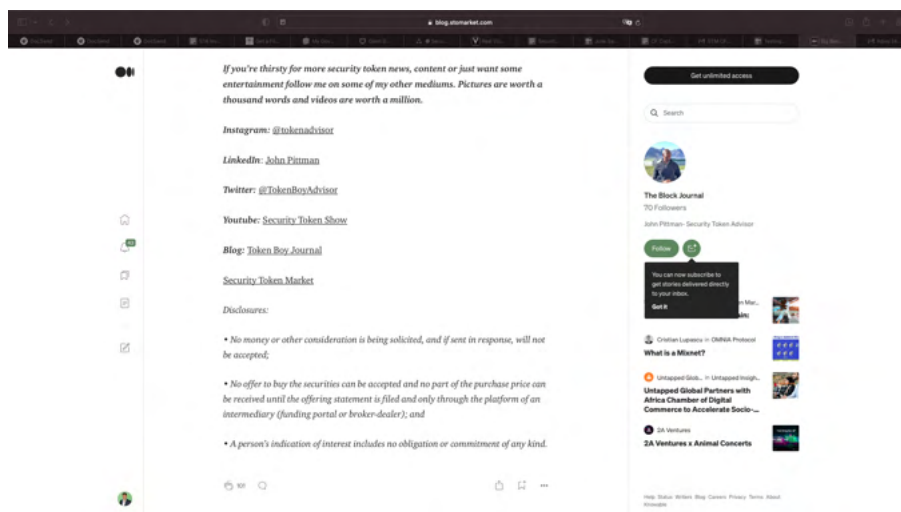 blog.stomarket.com
If you're thirsty for more security token news, content or just want some
entertainment follow me on some of my other mediums. Pictures are worth a
thousand words and videos are worth a million.
Instagram: @tokenadvisor
LinkedIn: John Pittman
Twitter: @TokenBoyAdvisor
Youtube: Security Token Show
Blog: Token Boy Journal
Security Token Market
Disclosures:
• No money or other consideration is being solicited, and if sent in response, will not
be accepted;
• No offer to buy the securities can be accepted and no part of the purchase price can
be received until the offering statement is filed and only through the platform of an
intermediary (funding portal or broker-dealer); and
• A person's indication of interest includes no obligation or commitment of any kind.
101
Get unlimited access
Search
The Block Journal
70 Followers
John Pittman- Security Token Advisor
Follow
You can now subscribe to
get stories delivered directly
to your inbox.
Got it
n Mar...
ain:
Cristian Lupascu in OMNIA Protocol
What is a Mixnet?
Untapped Glob... in Untapped Insigh...
Untapped Global Partners with
Africa Chamber of Digital
Commerce to Accelerate Socio-...
2A Ventures
2A Ventures x Animal Concerts
Help Status Writers Blog Careers Privacy Terms About
Knowable